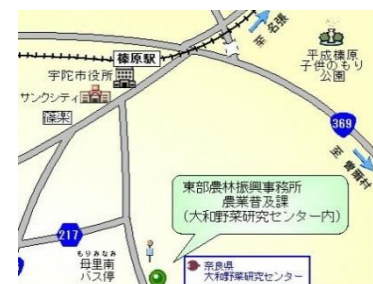 至 名張
榛原駅
平成榛原
子供のもり
公園
宇陀市役所
サンクシティ
篠楽
369
至 曽爾村
東部農林振興事務所
農業普及課
(大和野菜研究センター内)
217
もりみなみ
母里南
バス停
奈良県
大和野菜研究センター